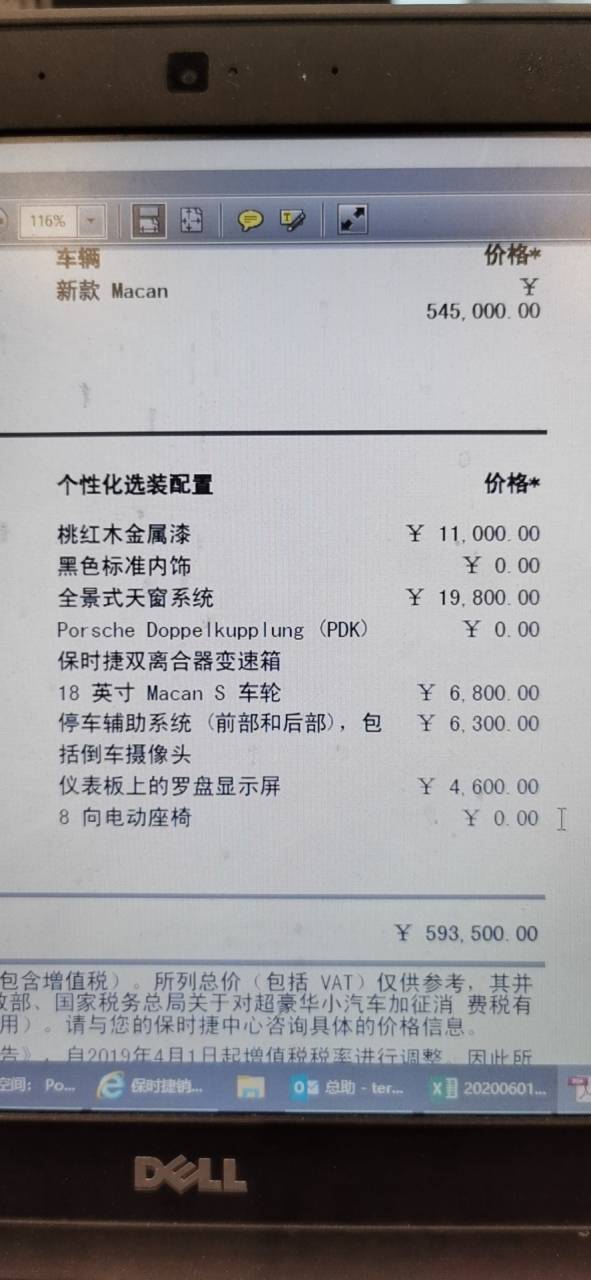 116%
车辆 价格*
新款 Macan ¥
545,000.00
个性化选装配置 价格*
桃红木金属漆 ¥ 11,000.00
黑色标准内饰 ¥ 0.00
全景式天窗系统 ¥ 19,800.00
Porsche Doppelkupplung (PDK) ¥ 0.00
保时捷双离合器变速箱
18 英寸 Macan S 车轮 ¥ 6,800.00
停车辅助系统 (前部和后部), 包 ¥ 6,300.00
括倒车摄像头
仪表板上的罗盘显示屏 ¥ 4,600.00
8 向电动座椅 ¥ 0.00
¥ 593,500.00
包含增值税)。所列总价(包括 VAT)仅供参考, 其并
政部、国家税务总局关于对超豪华小汽车加征消 费税有
用)。请与您的保时捷中心咨询具体的价格信息。
告》, 自2019年4月1日起增值税税率进行调整, 因此所
空间: Po... 保时捷销... 总助 - ter... 20200601...
DELL